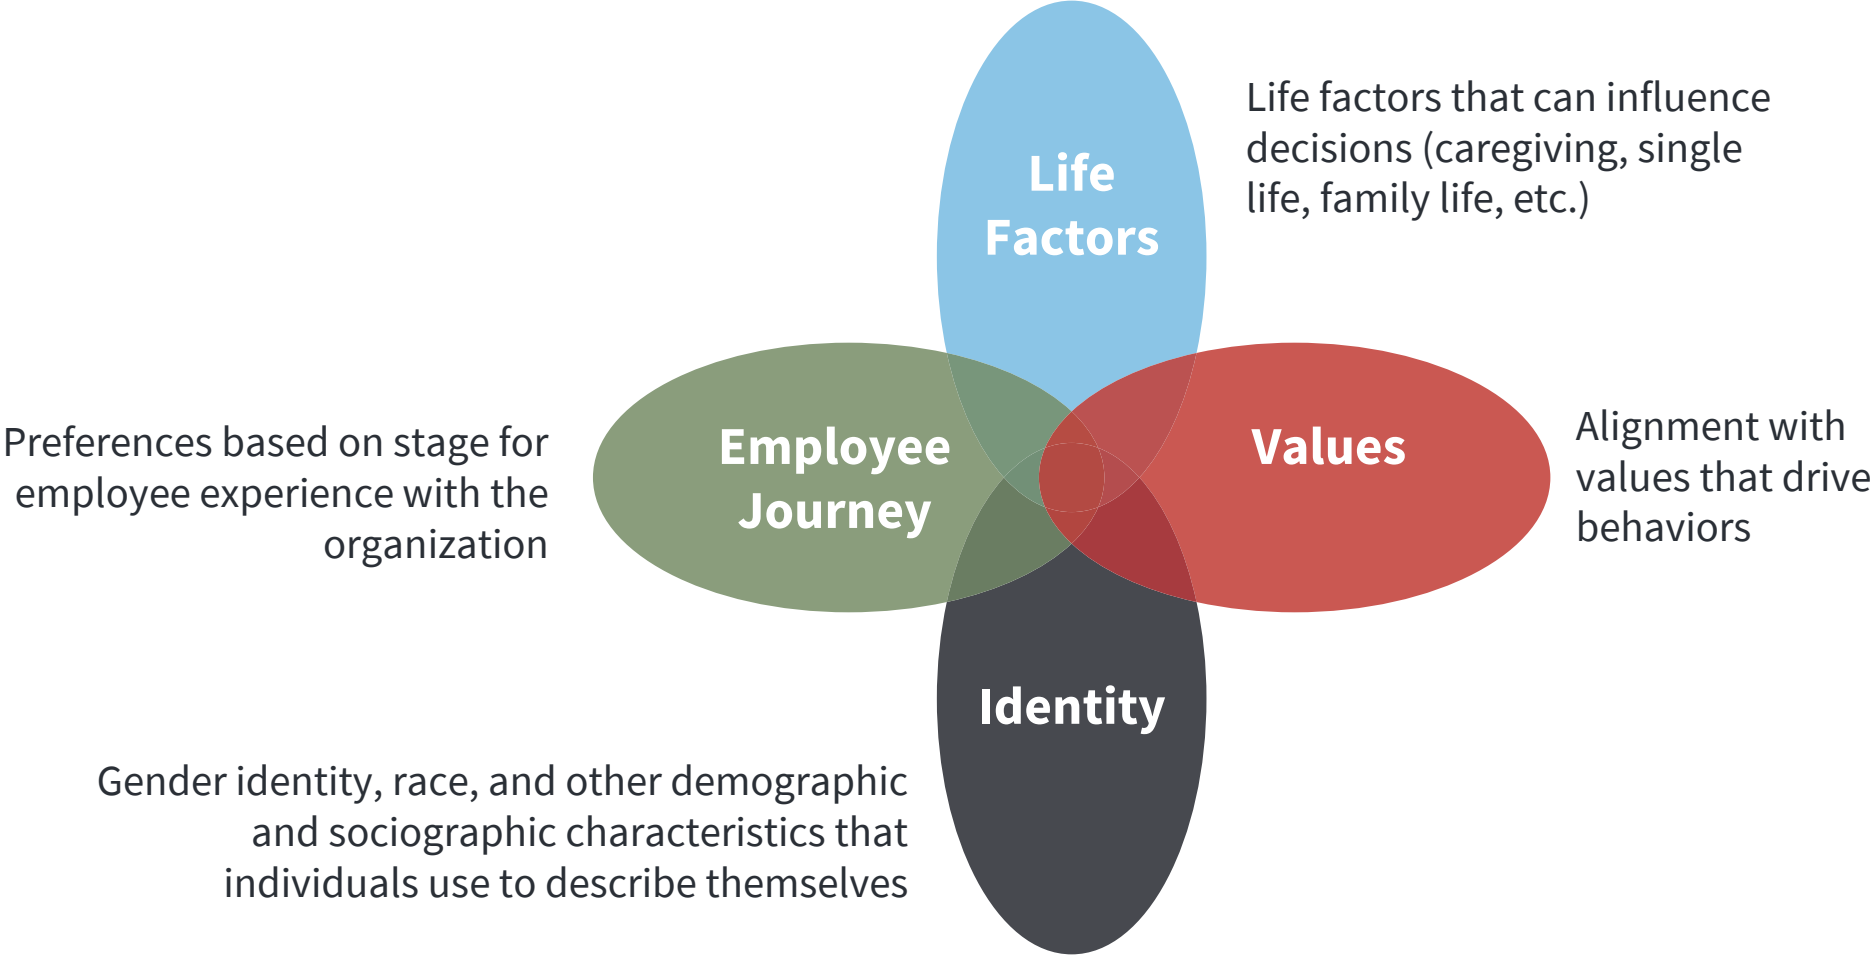 Life factors that can influence
decisions (caregiving, single
life, family life, etc.)
Life
Factors
Preferences based on stage for
employee experience with the
organization
Employee
Journey
Values
Alignment with
values that drive
behaviors
Identity
Gender identity, race, and other demographic
and sociographic characteristics that
individuals use to describe themselves